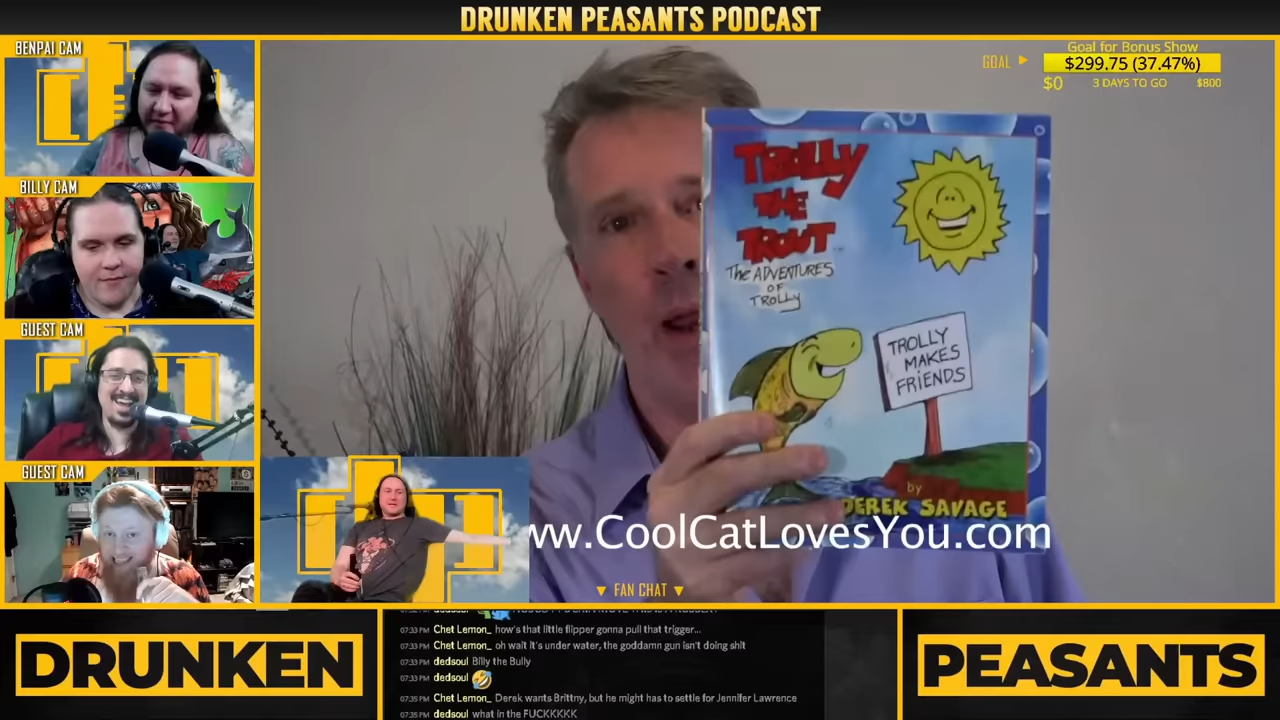 DRUNKEN PEASANTS PODCAST
BENPAI CAM
BILLY CAM
GUEST CAM
GUEST CAM
GOAL
Goal for Bonus Show
$299.75 (37.47%)
$0 3 DAYS TO GO $800
TROLLY
THE
TROUT
The ADVENTURES
OF
TROLLY
TROLLY
MAKES
FRIENDS
by
DEREK SAVAGE
ww.CoolCatLovesYou.com
▼ FAN CHAT ▼
07:33 PM Chet Lemon_ how's that little flipper gonna pull that trigger...
07:33 PM Chet Lemon_ oh wait it's under water, the goddamn gun isn't doing shit
07:33 PM dedsoul Billy the Bully
07:33 PM dedsoul 🤣
07:35 PM Chet Lemon_ Derek wants Brittny, but he might has to settle for Jennifer Lawrence
07:35 PM dedsoul what in the FUCKKKKK
DRUNKEN
PEASANTS